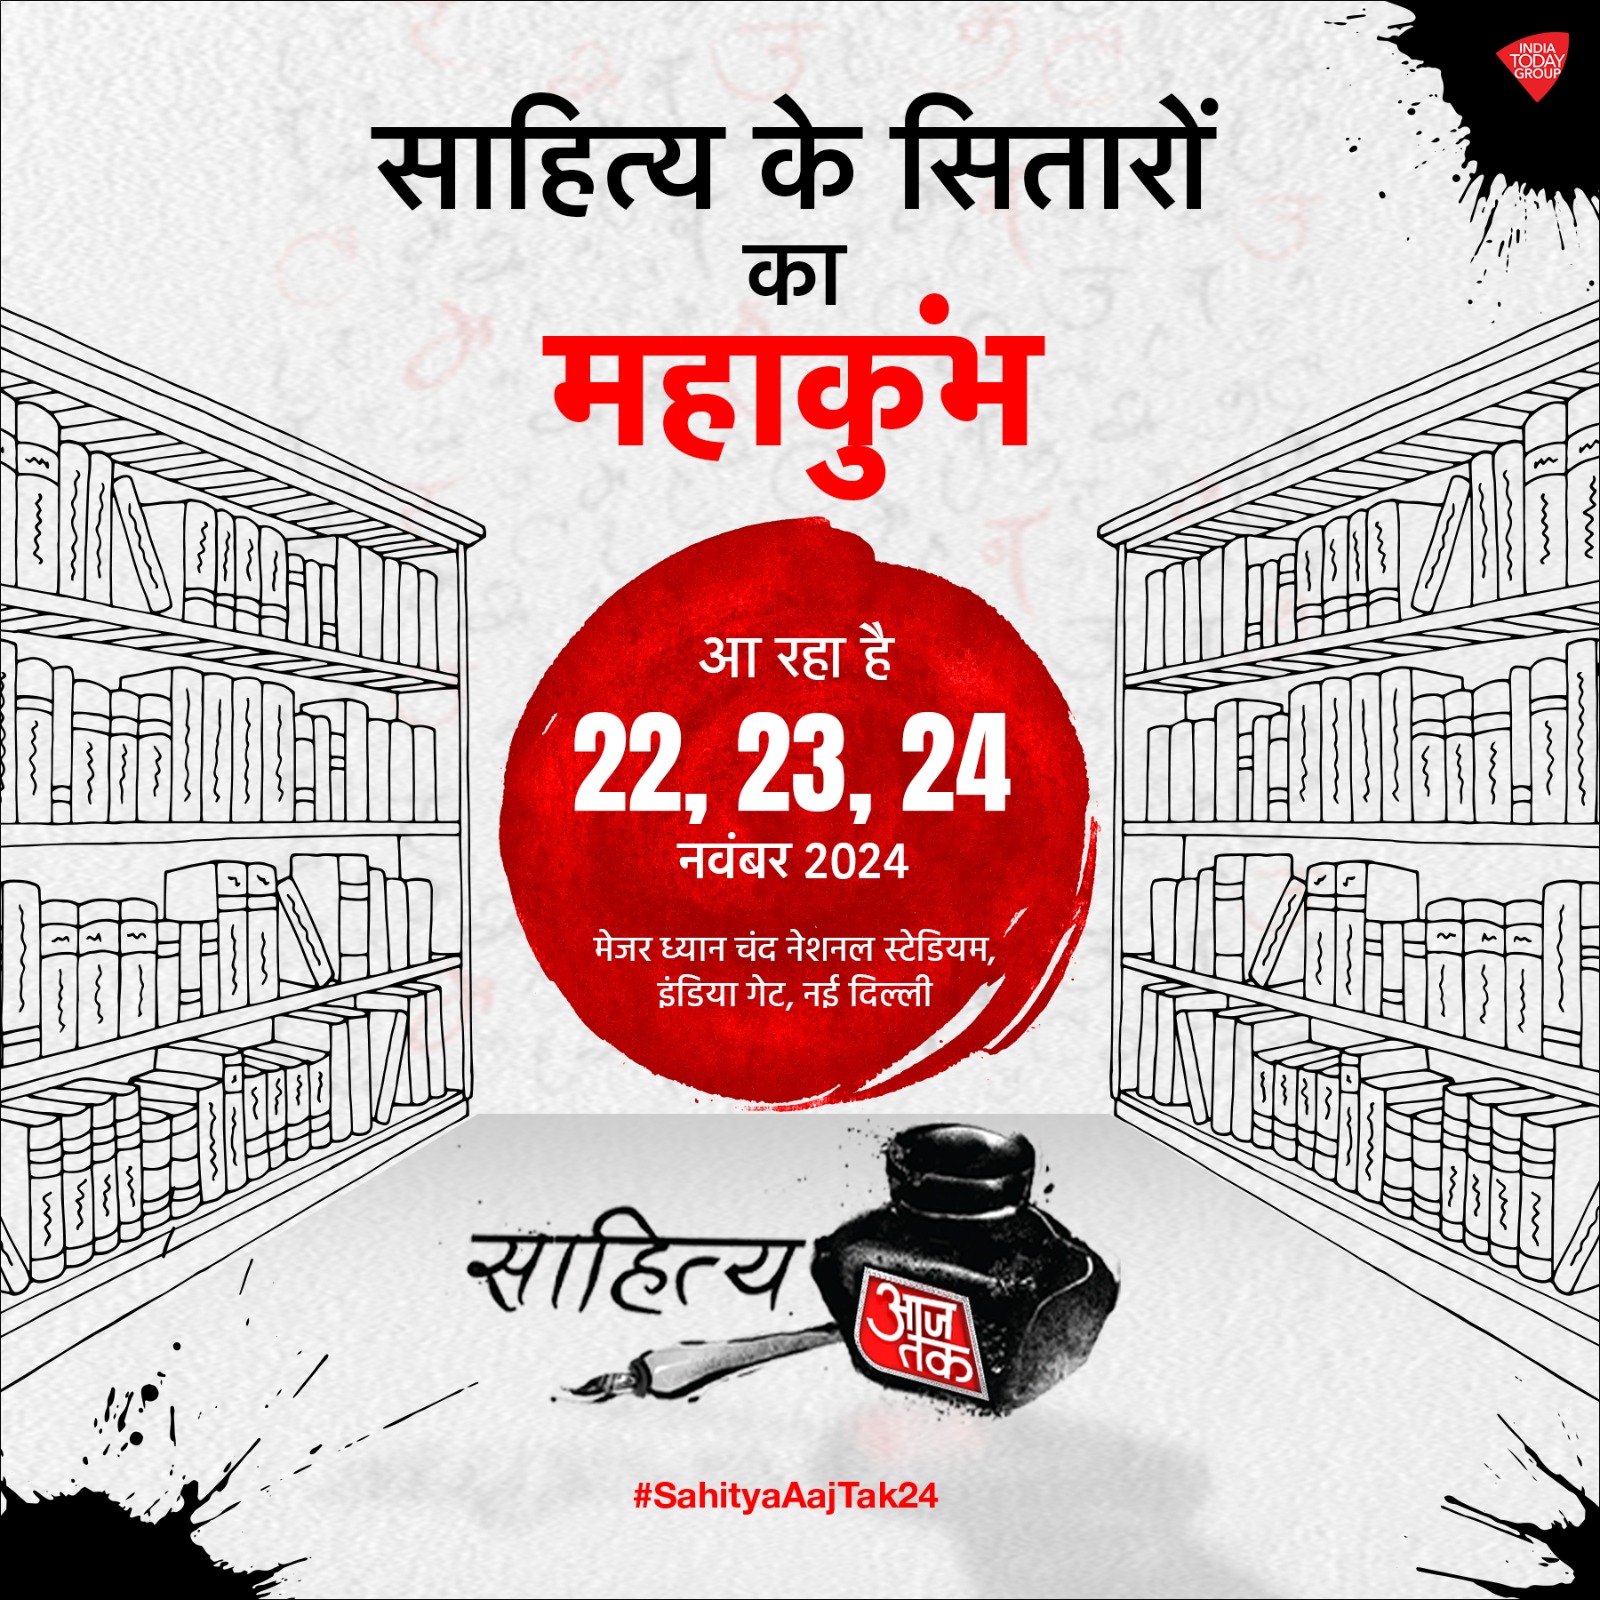 INDIA
TODAY
GROUP
साहित्य के सितारों
का
महाकुंभ
आ रहा है
22, 23, 24
नवंबर 2024
मेजर ध्यान चंद नेशनल स्टेडियम,
इंडिया गेट, नई दिल्ली
साहित्य
आज
तक
#SahityaAajTak24